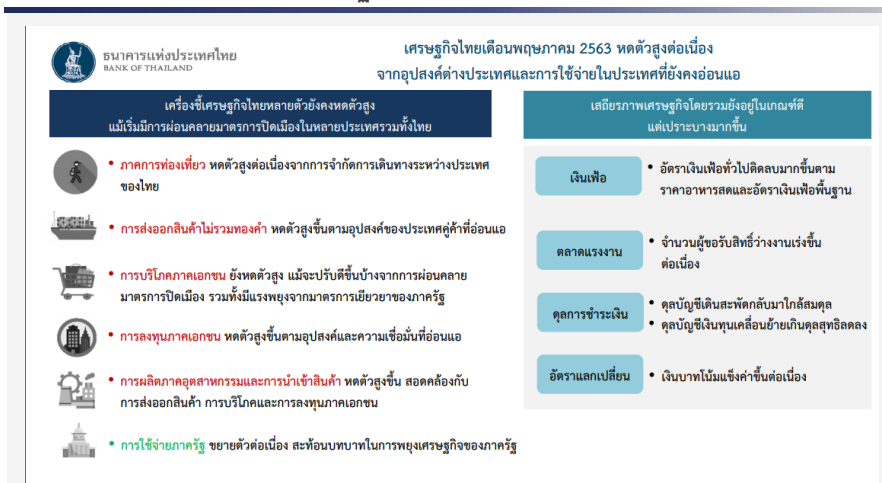 ธนาคารแห่งประเทศไทย
BANK OF THAILAND
เศรษฐกิจไทยเดือนพฤษภาคม 2563 หดตัวสูงต่อเนื่อง
จากอุปสงค์ต่างประเทศและการใช้จ่ายในประเทศที่ยังคงอ่อนแอ
เครื่องชี้เศรษฐกิจไทยหลายตัวยังคงหดตัวสูง
แม้เริ่มมีการผ่อนคลายมาตรการปิดเมืองในหลายประเทศรวมทั้งไทย
• ภาคการท่องเที่ยว หดตัวสูงต่อเนื่องจากการจำกัดการเดินทางระหว่างประเทศ
ของไทย
• การส่งออกสินค้าไม่รวมทองคำ หดตัวสูงขึ้นตามอุปสงค์ของประเทศคู่ค้าที่อ่อนแอ
• การบริโภคภาคเอกชน ยังหดตัวสูง แม้จะปรับดีขึ้นบ้างจากการผ่อนคลาย
มาตรการปิดเมือง รวมทั้งมีแรงพยุงจากมาตรการเยียวยาของภาครัฐ
• การลงทุนภาคเอกชน หดตัวสูงขึ้นตามอุปสงค์และความเชื่อมั่นที่อ่อนแอ
• การผลิตภาคอุตสาหกรรมและการนำเข้าสินค้า หดตัวสูงขึ้น สอดคล้องกับ
การส่งออกสินค้า การบริโภคและการลงทุนภาคเอกชน
• การใช้จ่ายภาครัฐ ขยายตัวต่อเนื่อง สะท้อนบทบาทในการพยุงเศรษฐกิจของภาครัฐ
เสถียรภาพเศรษฐกิจโดยรวมยังอยู่ในเกณฑ์ดี
แต่เปราะบางมากขึ้น
เงินเฟ้อ
• อัตราเงินเฟ้อทั่วไปติดลบมากขึ้นตาม
ราคาอาหารสดและอัตราเงินเฟ้อพื้นฐาน
ตลาดแรงงาน
• จำนวนผู้ขอรับสิทธิ์ว่างงานเร่งขึ้น
ต่อเนื่อง
ดุลการชำระเงิน
• ดุลบัญชีเดินสะพัดกลับมาใกล้สมดุล
• ดุลบัญชีเงินทุนเคลื่อนย้ายเกินดุลสุทธิลดลง
อัตราแลกเปลี่ยน
• เงินบาทโน้มแข็งค่าขึ้นต่อเนื่อง